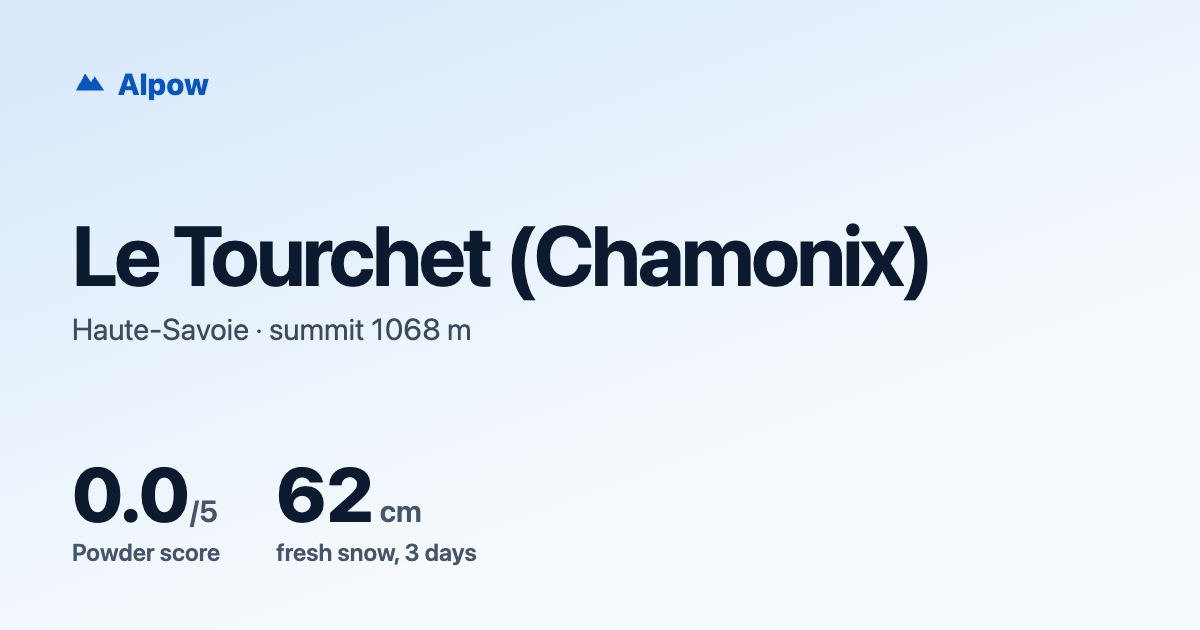 Alpow
Le Tourchet (Chamonix)
Haute-Savoie · summit 1068 m
0.0/5 62 cm
Powder score fresh snow, 3 days